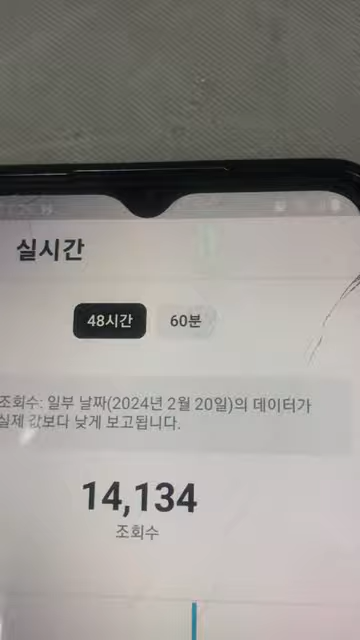 실시간
48시간 60분
조회수: 일부 날짜(2024년 2월 20일)의 데이터가
실제 값보다 낮게 보고됩니다.
14,134
조회수